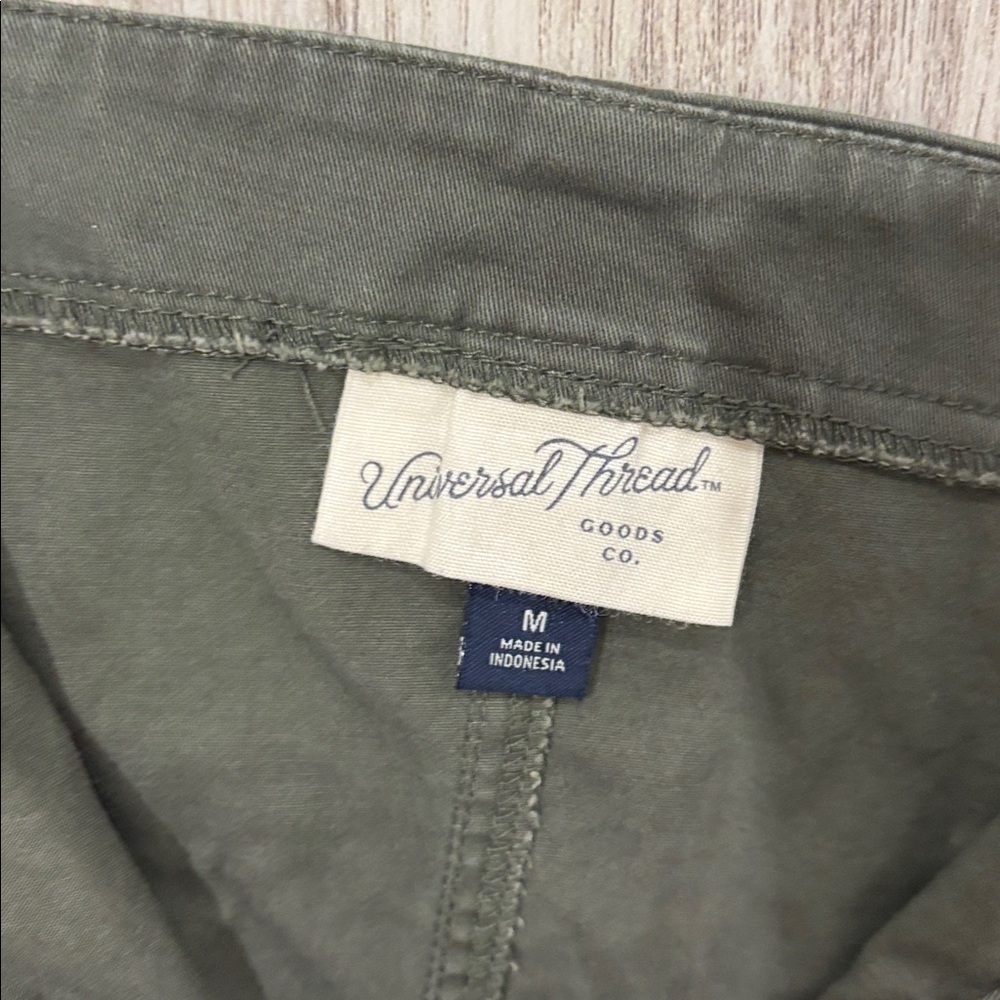 Universal Thread™
GOODS
CO.
M
MADE IN
INDONESIA